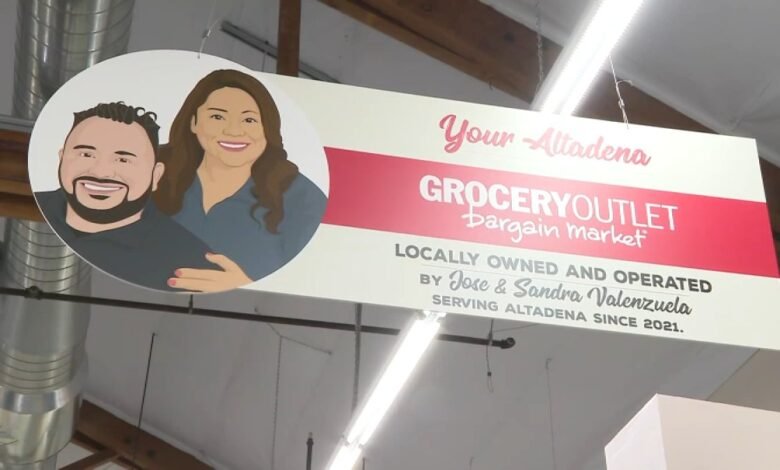 Your Altadena
GROCERYOUTLET
bargain market
LOCALLY OWNED AND OPERATED
BY Jose & Sandra Valenzuela
SERVING ALTADENA SINCE 2021.